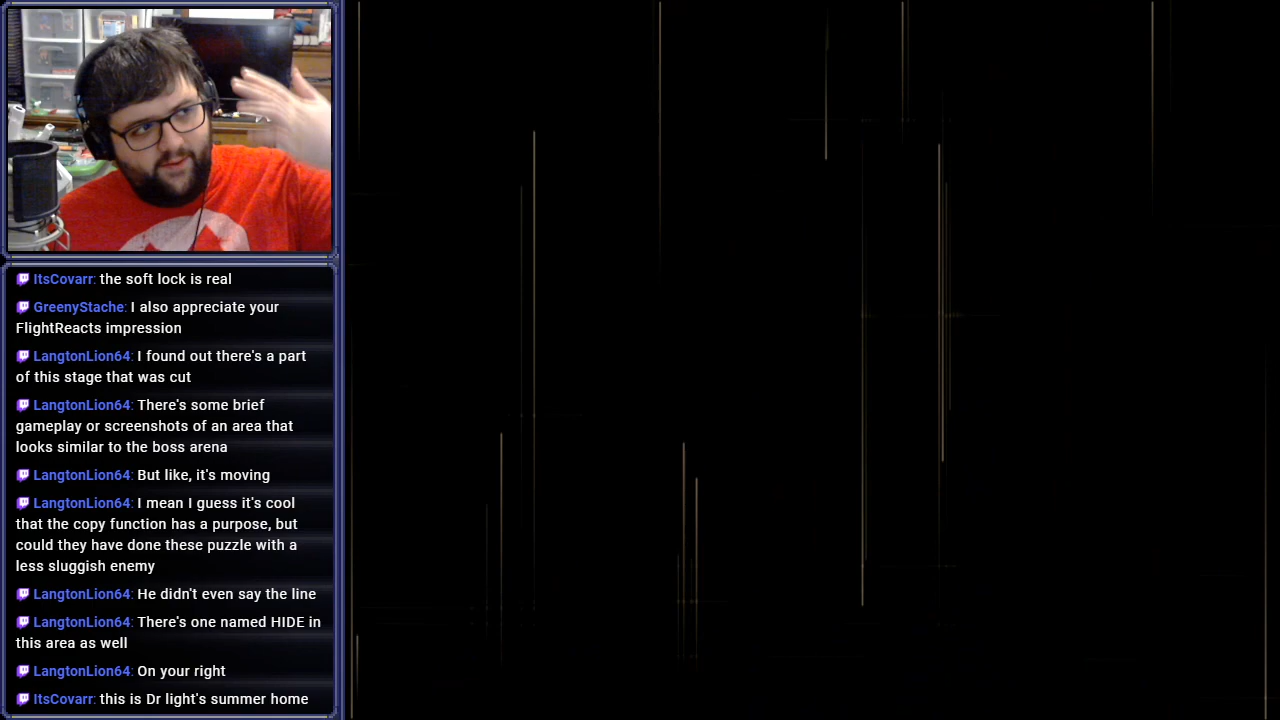 ItsCovarr: the soft lock is real
GreenyStache: I also appreciate your
FlightReacts impression
LangtonLion64: I found out there's a part
of this stage that was cut
LangtonLion64: There's some brief
gameplay or screenshots of an area that
looks similar to the boss arena
LangtonLion64: But like, it's moving
LangtonLion64: I mean I guess it's cool
that the copy function has a purpose, but
could they have done these puzzle with a
less sluggish enemy
LangtonLion64: He didn't even say the line
LangtonLion64: There's one named HIDE in
this area as well
LangtonLion64: On your right
ItsCovarr: this is Dr light's summer home